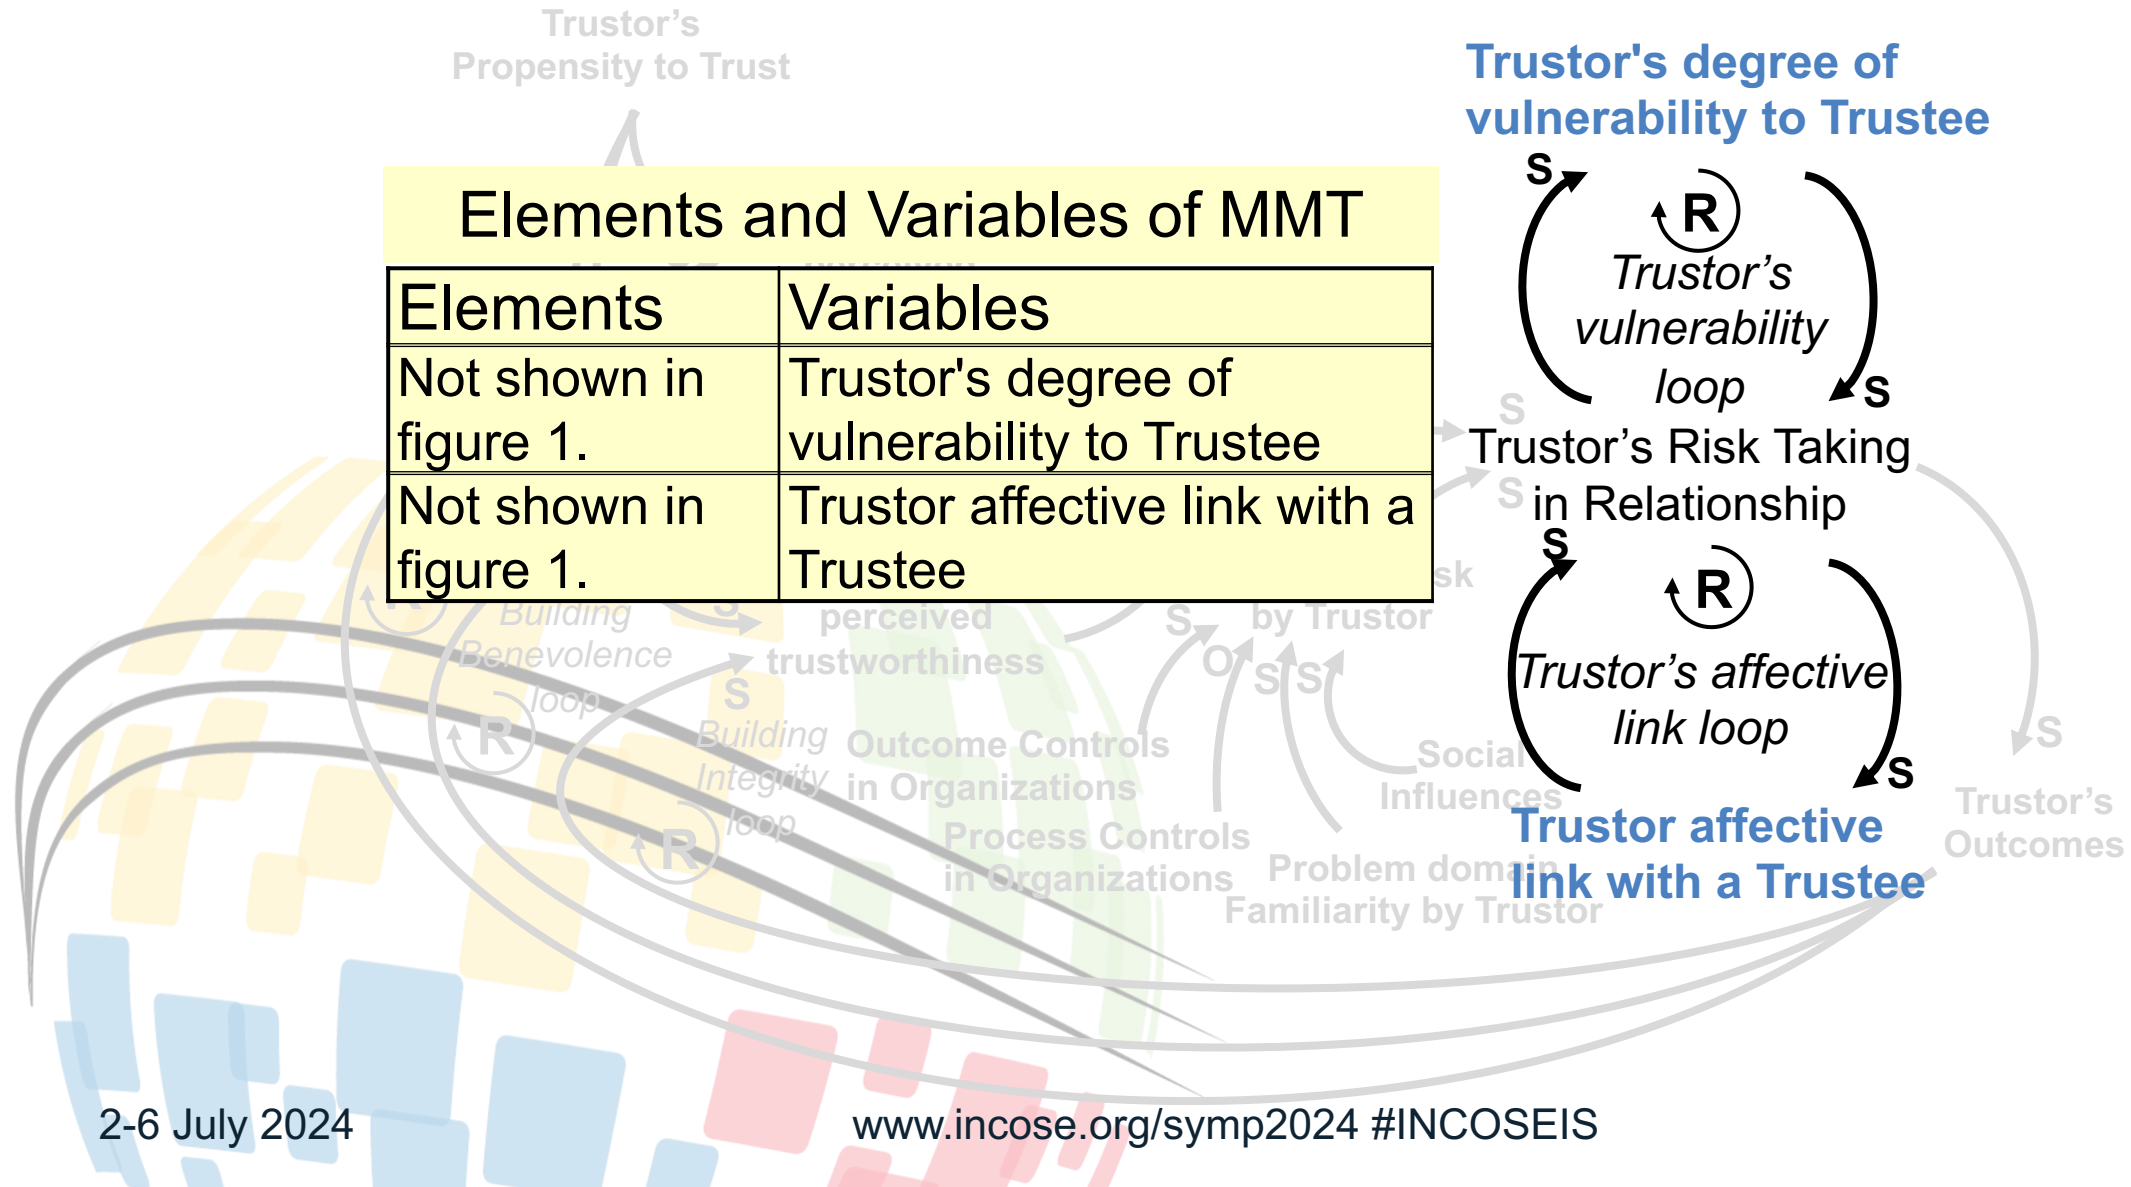 Trustor's
Propensity to Trust
Trustor's degree of
vulnerability to Trustee
S
R
Trustor's
vulnerability
loop
S
Elements and Variables of MMT
Elements
Variables
Not shown in
figure 1.
Trustor's degree of
vulnerability to Trustee
Not shown in
figure 1.
Trustor affective link with a
Trustee
S
S
Trustor's Risk Taking
in Relationship
S
R
Trustor's affective
link loop
S
Trustor affective
link with a Trustee
R
Building
Benevolence
loop
S
perceived
trustworthiness
S
R
Building
Integrity
loop
R
by Trustor
S
O
S
S
Outcome Controls
in Organizations
Process Controls
in Organizations
Social
Influences
Problem domain
Familiarity by Trustor
S
Trustor's
Outcomes
2-6 July 2024
www.incose.org/symp2024 #INCOSEIS